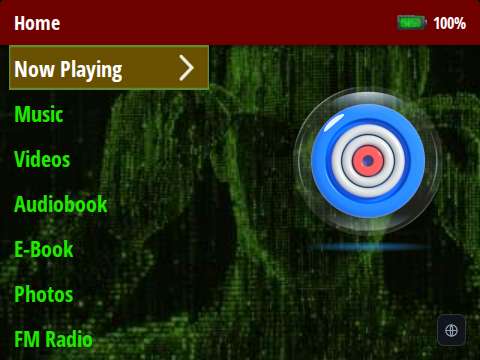 Home
100%
Now Playing
Music
Videos
Audiobook
E-Book
Photos
FM Radio